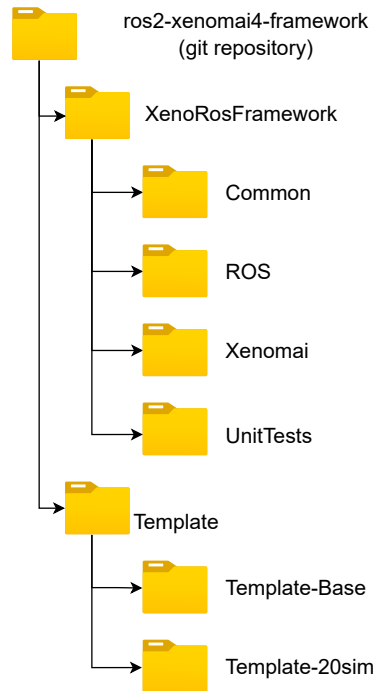 ros2-xenomai4-framework
(git repository)
XenoRosFramework
Common
ROS
Xenomai
UnitTests
Template
Template-Base
Template-20sim